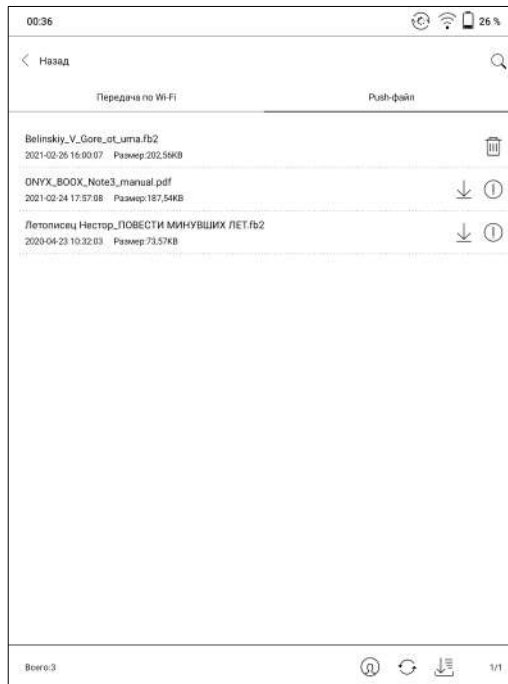 00:36
26 %
Назад
Передача по Wi-Fi
Push-файл
Belinskiy_V_Gore_ot_uma.fb2
2021-02-26 16:00:07 Размер:202,56KB
ONYX_BOOX_Note3_manual.pdf
2021-02-24 17:57:08 Размер:187,54KB
Летописец Нестор_ПОВЕСТИ МИНУВШИХ ЛЕТ.fb2
2020-04-23 10:32:03 Размер:73,57KB
Всего:3
1/1